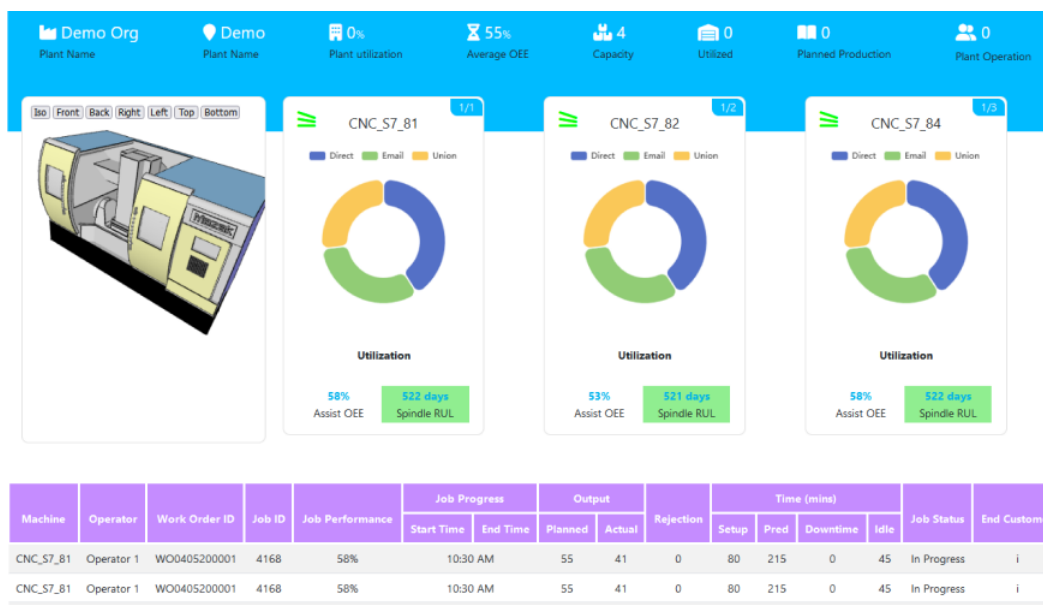 Demo Org
Demo
0%
55%
4
0
0
0
Plant Name
Plant Name
Plant utilization
Average OEE
Capacity
Utilized
Planned Production
Plant Operation
Iso Front Back Right Left Top Bottom
Mazak
1/1
CNC_S7_81
Direct Email Union
Utilization
58%
522 days
Assist OEE
Spindle RUL
1/2
CNC_S7_82
Direct Email Union
Utilization
53%
521 days
Assist OEE
Spindle RUL
1/3
CNC_S7_84
Direct Email Union
Utilization
58%
522 days
Assist OEE
Spindle RUL
Machine Operator Work Order ID Job ID Job Performance Job Progress Output Rejection Time (mins) Job Status End Custom
Start Time End Time Planned Actual Setup Pred Downtime Idle
CNC_S7_81 Operator 1 WO0405200001 4168 58% 10:30 AM 55 41 0 80 215 0 45 In Progress i
CNC_S7_81 Operator 1 WO0405200001 4168 58% 10:30 AM 55 41 0 80 215 0 45 In Progress i